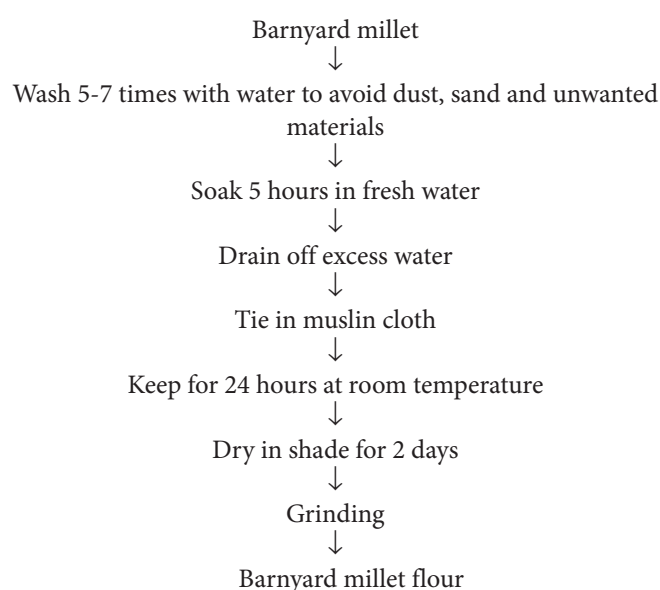 Barnyard millet
↓
Wash 5-7 times with water to avoid dust, sand and unwanted
materials
↓
Soak 5 hours in fresh water
↓
Drain off excess water
↓
Tie in muslin cloth
↓
Keep for 24 hours at room temperature
↓
Dry in shade for 2 days
↓
Grinding
↓
Barnyard millet flour